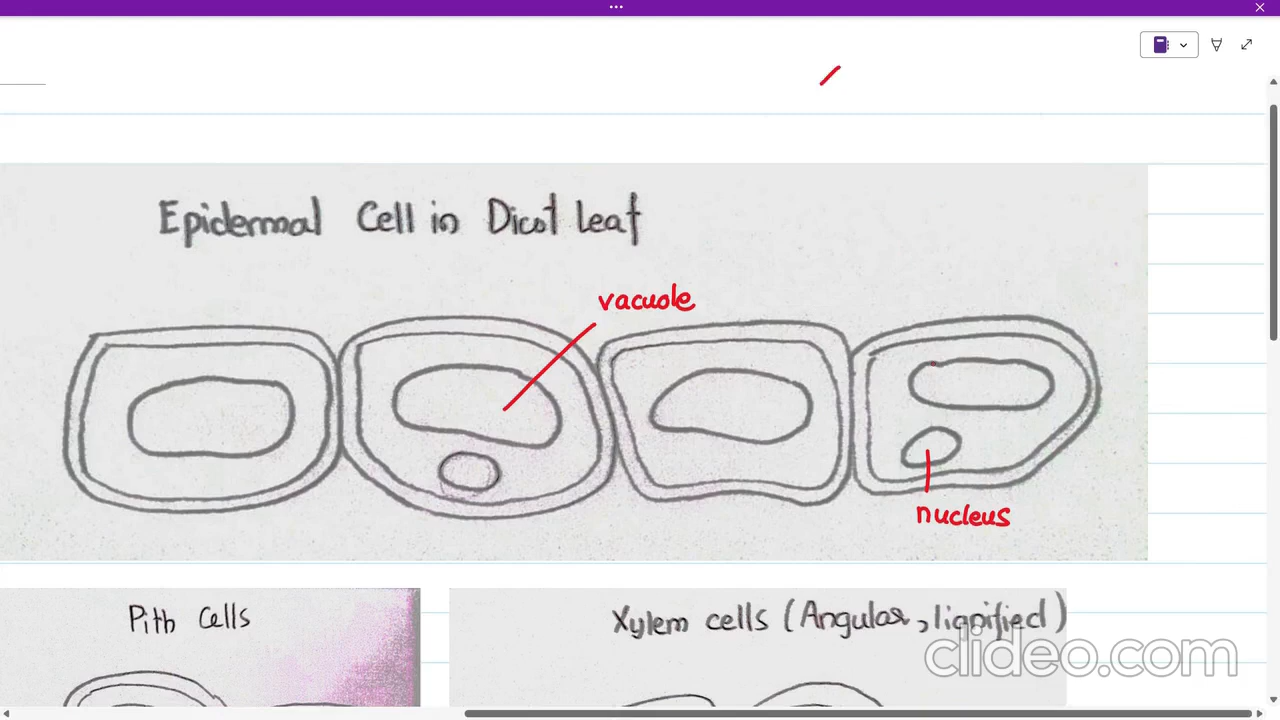 Epidermal Cell in Dicot leaf
vacuole
nucleus
Pith Cells
Xylem cells (Angular, lignified)
clideo.com